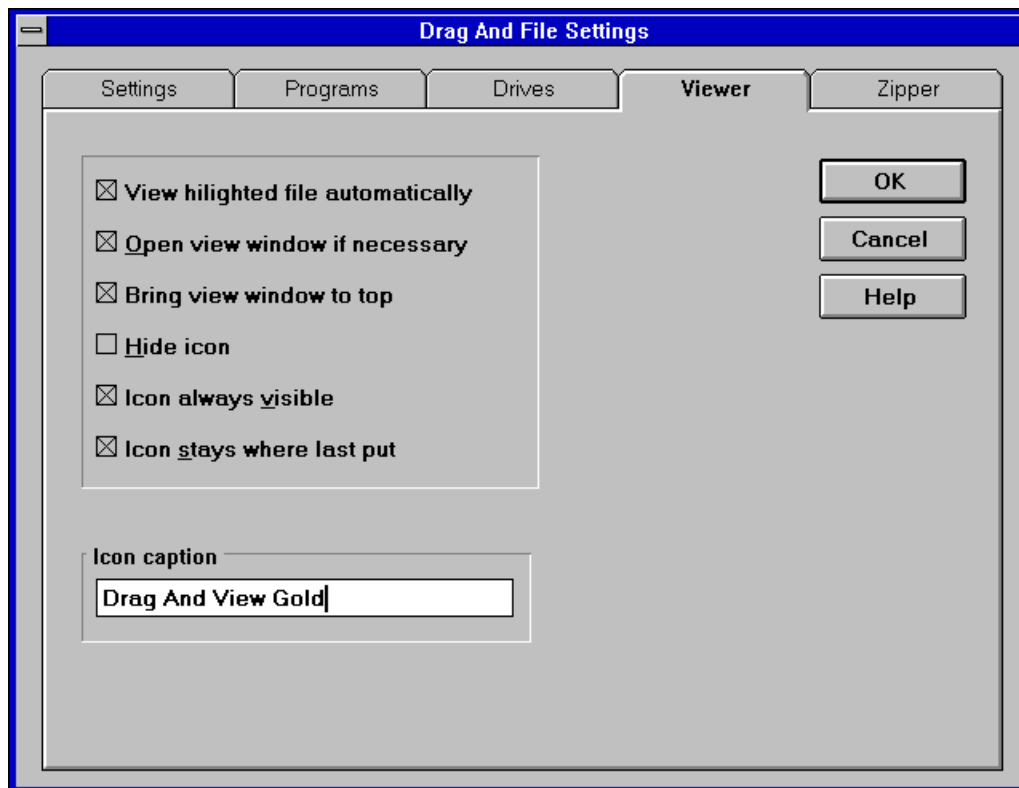 Drag And File Settings
Settings Programs Drives Viewer Zipper
View hilighted file automatically
Open view window if necessary
Bring view window to top
Hide icon
Icon always visible
Icon stays where last put
OK
Cancel
Help
Icon caption
Drag And View Gold